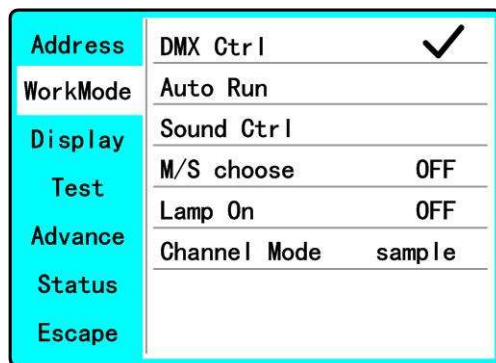 Address
WorkMode
Display
Test
Advance
Status
Escape
DMX Ctrl
Auto Run
Sound Ctrl
M/S choose OFF
Lamp On OFF
Channel Mode sample